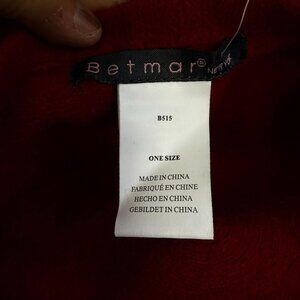 Betmar®
NEW YORK
B515
ONE SIZE
MADE IN CHINA
FABRIQUÉ EN CHINE
HECHO EN CHINA
GEBILDET IN CHINA